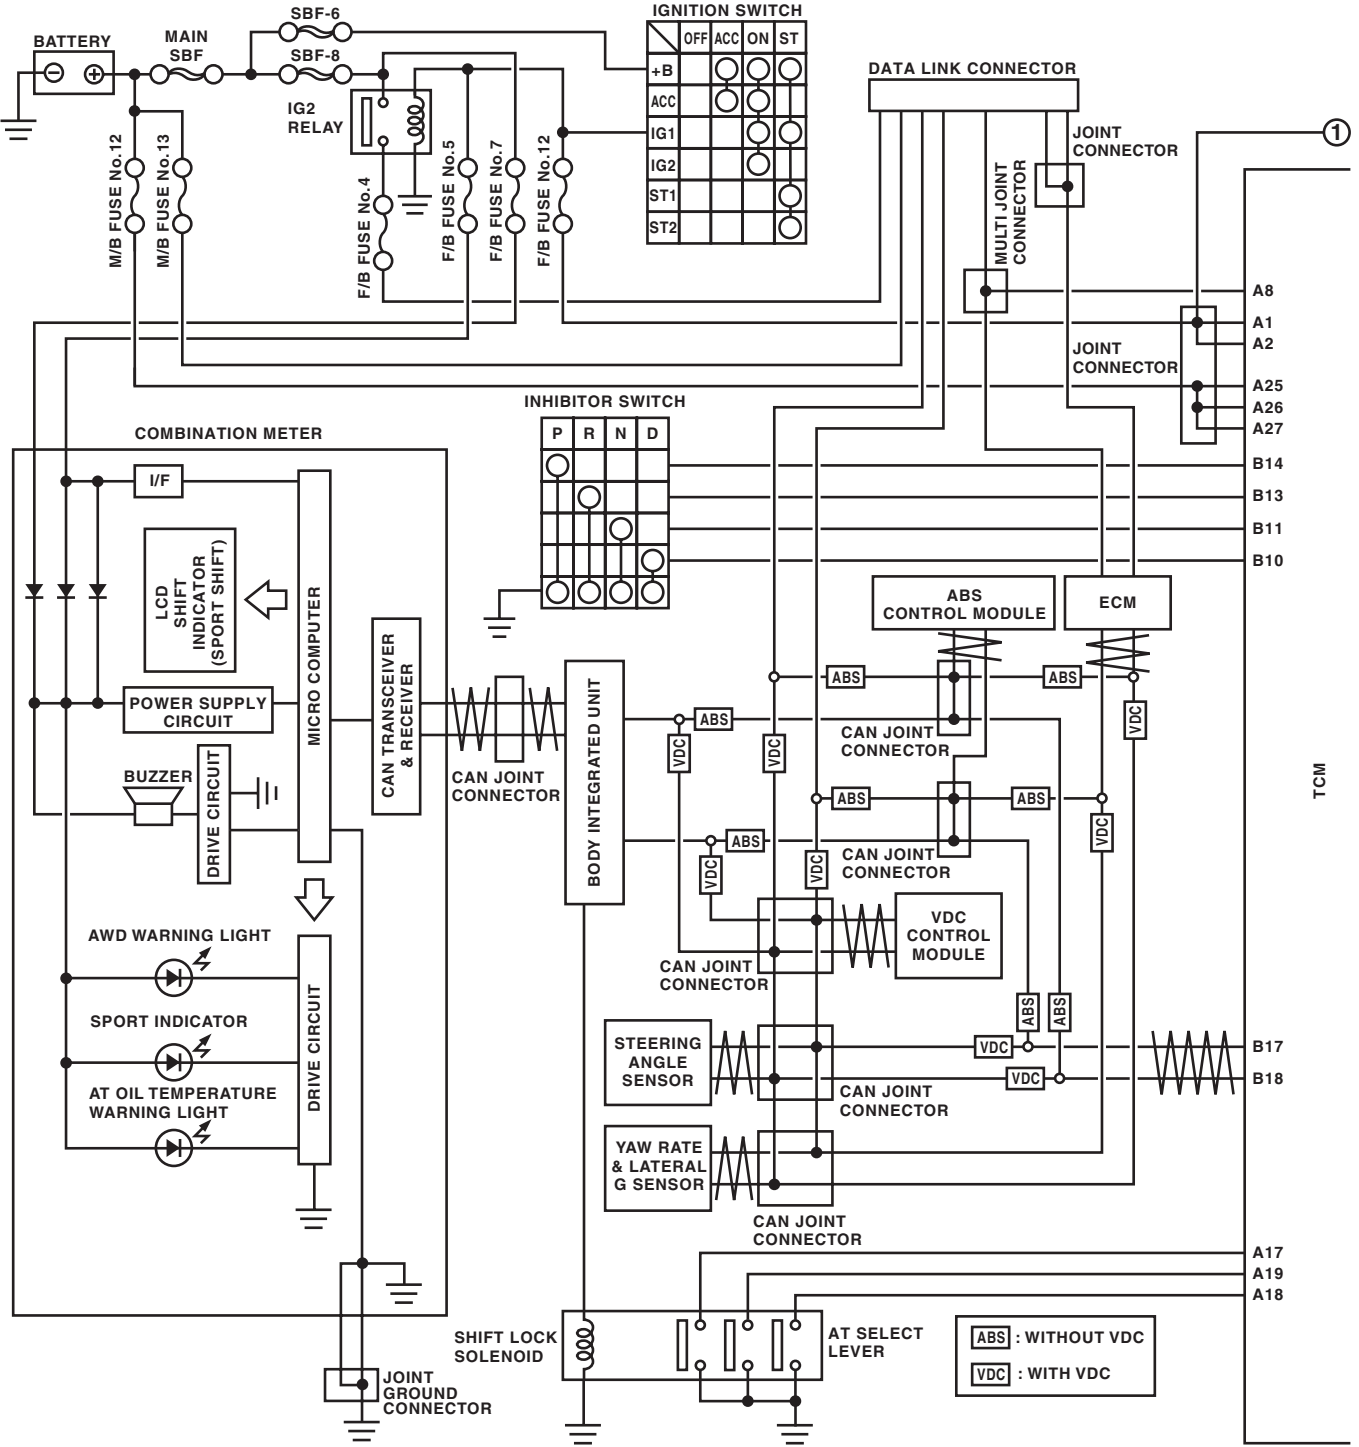 BATTERY
MAIN
SBF
SBF-6
SBF-8
IG2
RELAY
M/B FUSE No.12
M/B FUSE No.13
F/B FUSE No.4
F/B FUSE No.5
F/B FUSE No.7
F/B FUSE No.12
IGNITION SWITCH
OFF ACC ON ST
+B
ACC
IG1
IG2
ST1
ST2
DATA LINK CONNECTOR
JOINT
CONNECTOR
MULTI JOINT
CONNECTOR
1
JOINT
CONNECTOR
A8
A1
A2
A25
A26
A27
B14
B13
B11
B10
INHIBITOR SWITCH
P R N D
COMBINATION METER
I/F
LCD
SHIFT
INDICATOR
(SPORT SHIFT)
MICRO COMPUTER
POWER SUPPLY
CIRCUIT
CAN TRANSCEIVER
& RECEIVER
BUZZER
DRIVE CIRCUIT
CAN JOINT
CONNECTOR
BODY INTEGRATED UNIT
ABS
CONTROL MODULE
ECM
ABS
ABS
ABS
VDC
VDC
VDC
CAN JOINT
CONNECTOR
ABS
ABS
ABS
VDC
VDC
VDC
CAN JOINT
CONNECTOR
VDC
CONTROL
MODULE
CAN JOINT
CONNECTOR
TCM
AWD WARNING LIGHT
SPORT INDICATOR
AT OIL TEMPERATURE
WARNING LIGHT
DRIVE CIRCUIT
STEERING
ANGLE
SENSOR
ABS
ABS
VDC
VDC
B17
B18
CAN JOINT
CONNECTOR
YAW RATE
& LATERAL
G SENSOR
CAN JOINT
CONNECTOR
A17
A19
A18
SHIFT LOCK
SOLENOID
AT SELECT
LEVER
ABS : WITHOUT VDC
VDC : WITH VDC
JOINT
GROUND
CONNECTOR